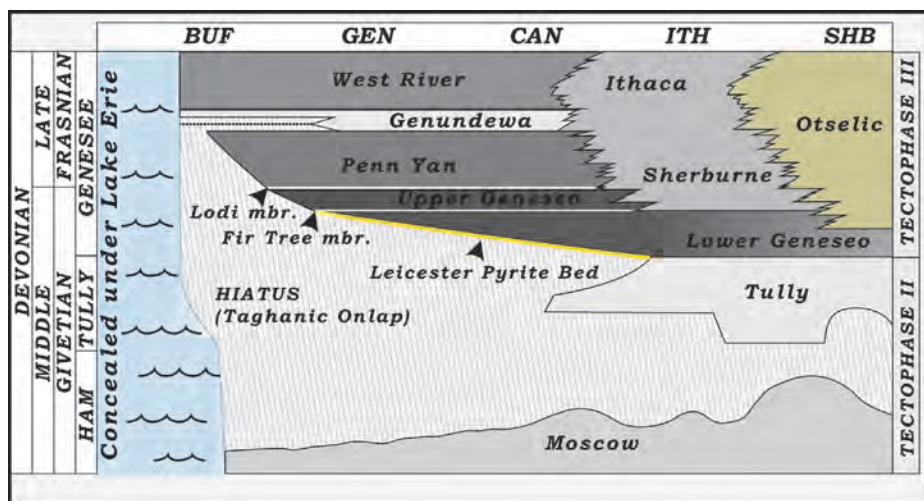 BUF GEN CAN ITH SHB
DEVONIAN
MIDDLE LATE
GIVETIAN FRASNIAN
HAM TULLY GENESEE
Concealed under Lake Erie
West River
Ithaca
Genundewa
Otselic
Penn Yan
Sherburne
Upper Geneseo
Lodi mbr.
Fir Tree mbr.
Lower Geneseo
Leicester Pyrite Bed
HIATUS
(Taghanic Onlap)
Tully
Moscow
TECTOPHASE II TECTOPHASE III